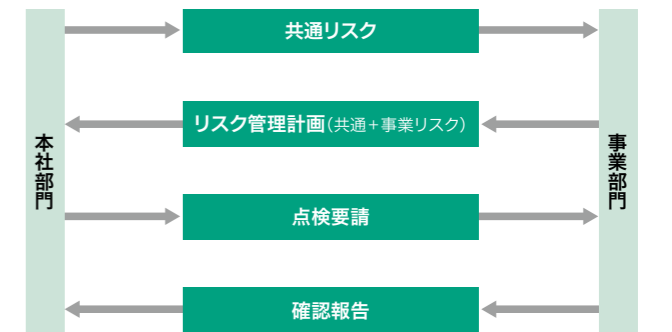 共通リスク
リスク管理計画(共通+事業リスク)
本社部門
事業部門
点検要請
確認報告